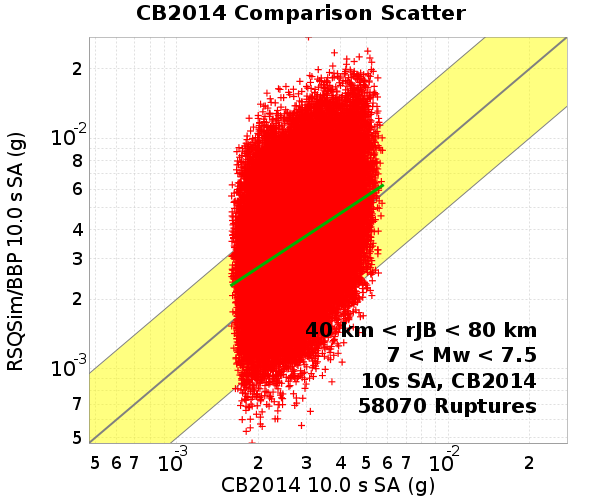 CB2014 Comparison Scatter
RSQSim/BBP 10.0 s SA (g)
2
10-2
8
6
4
3
2
10-3
7
5
40 km < rJB < 80 km
7 < Mw < 7.5
10s SA, CB2014
58070 Ruptures
5 6 7 10-3 2 3 4 5 6 7 10-2 2
CB2014 10.0 s SA (g)